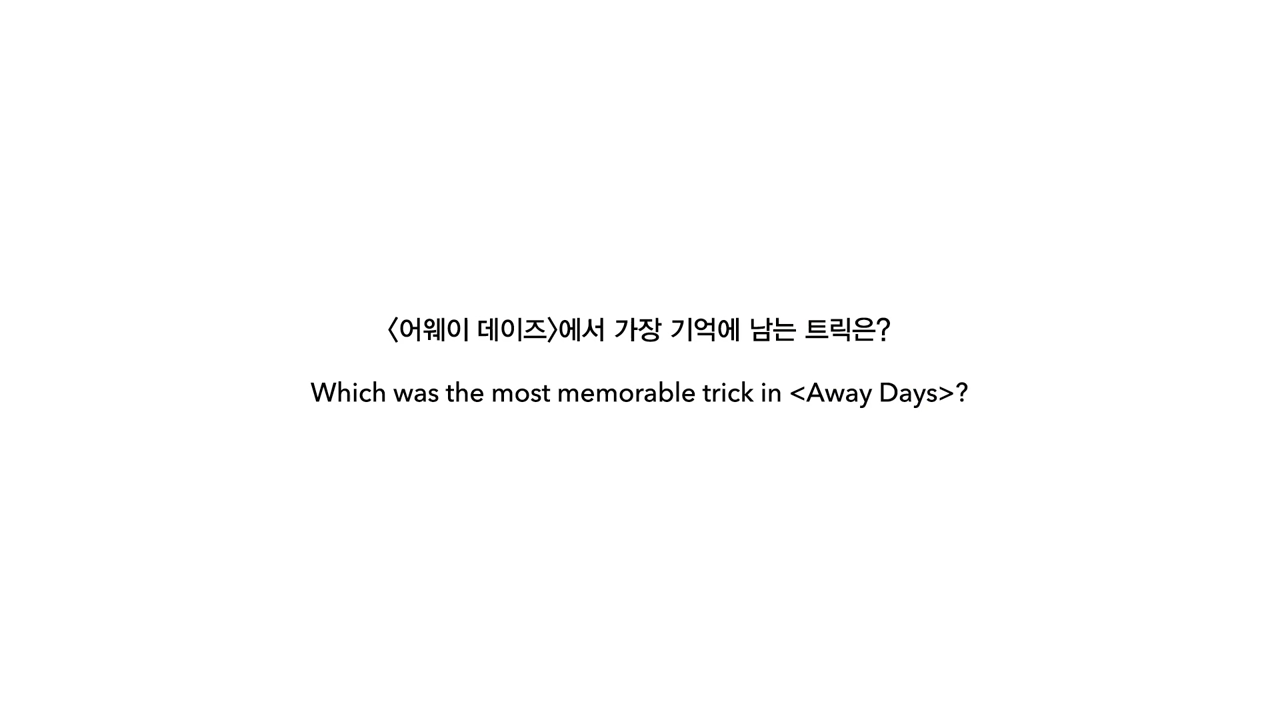 〈어웨이 데이즈〉에서 가장 기억에 남는 트릭은?
Which was the most memorable trick in <Away Days>?